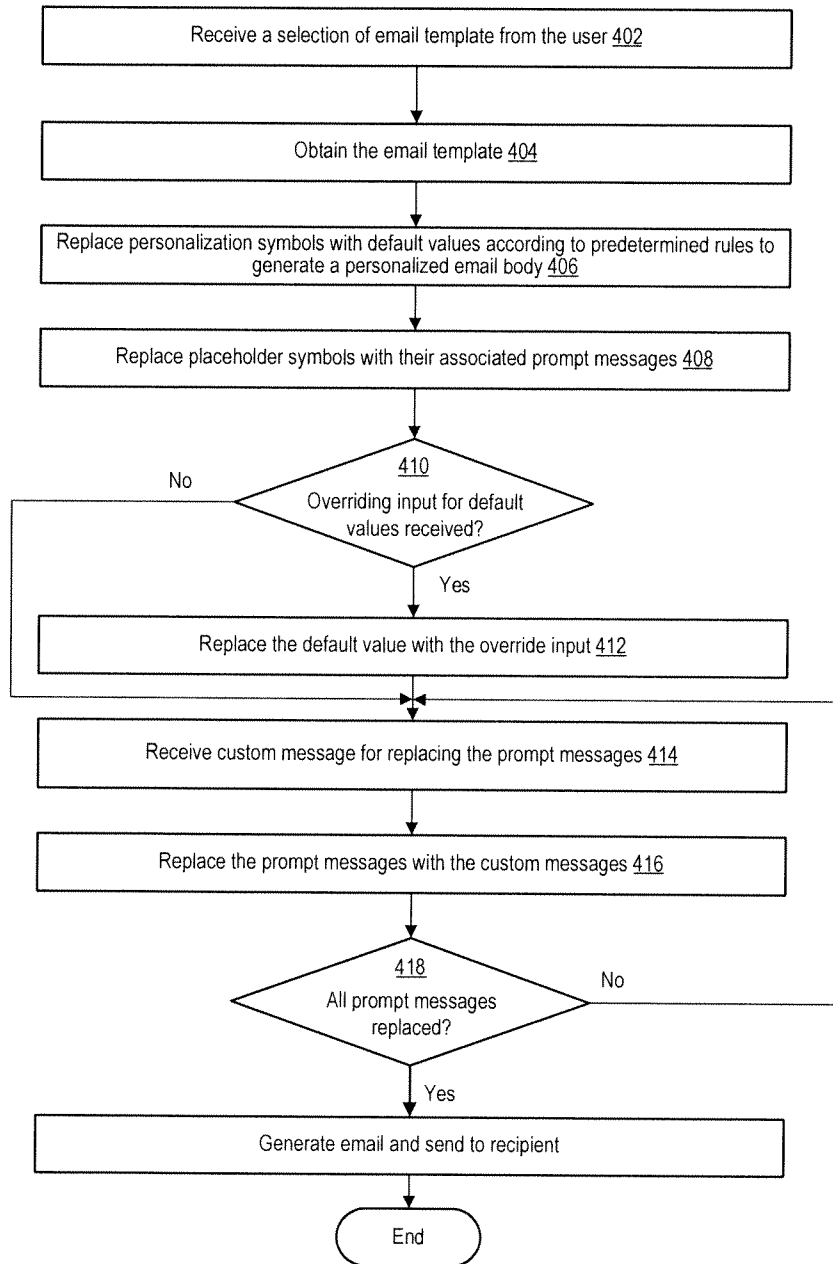 Receive a selection of email template from the user 402
Obtain the email template 404
Replace personalization symbols with default values according to predetermined rules to
generate a personalized email body 406
Replace placeholder symbols with their associated prompt messages 408
410
No
Overriding input for default
values received?
Yes
Replace the default value with the override input 412
Receive custom message for replacing the prompt messages 414
Replace the prompt messages with the custom messages 416
418
No
All prompt messages
replaced?
Yes
Generate email and send to recipient
End